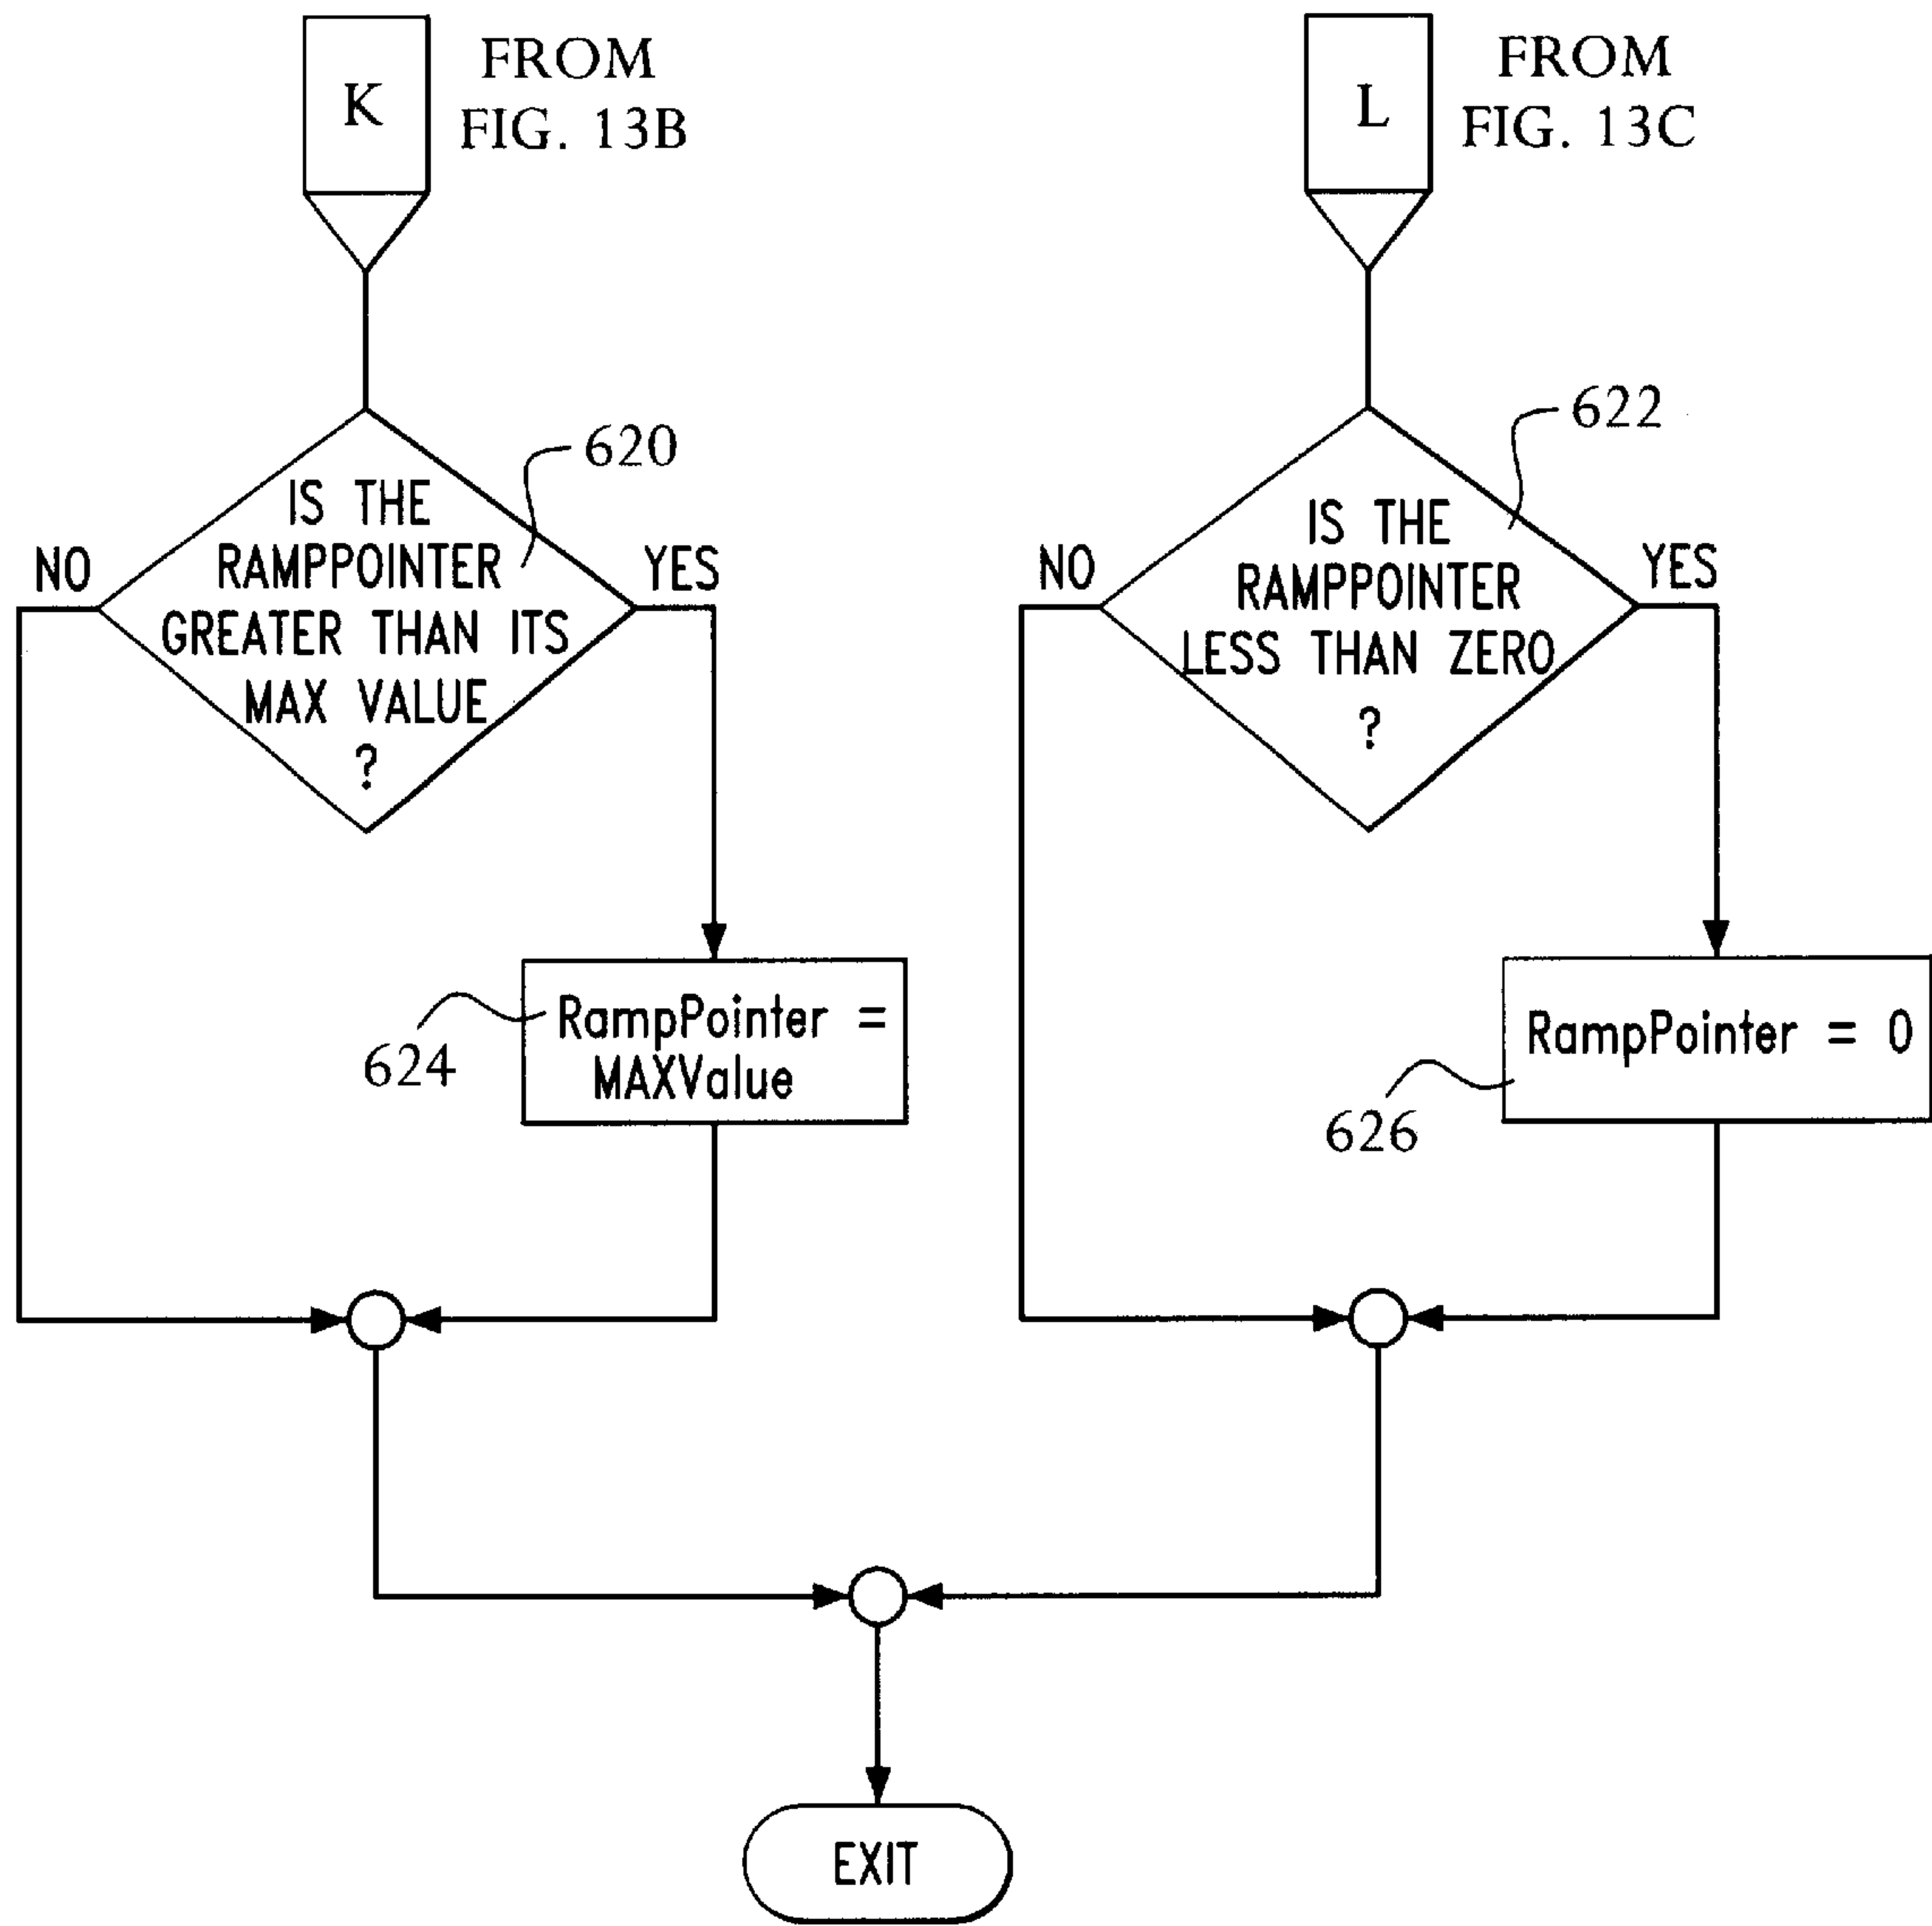 K
FROM
FIG. 13B
L
FROM
FIG. 13C
620
IS THE
RAMPPOINTER
GREATER THAN ITS
MAX VALUE
?
NO
YES
622
IS THE
RAMPPOINTER
LESS THAN ZERO
?
NO
YES
RampPointer =
MAXValue
624
RampPointer = 0
626
EXIT